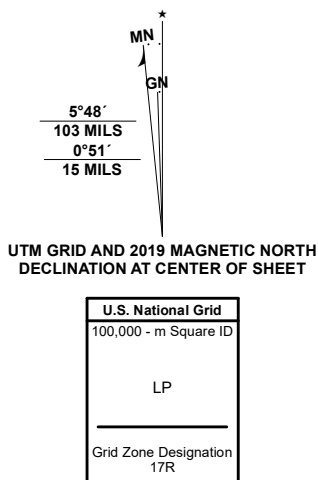 ★
MN
GN
5°48´
103 MILS
0°51´
15 MILS
UTM GRID AND 2019 MAGNETIC NORTH
DECLINATION AT CENTER OF SHEET
U.S. National Grid
100,000 - m Square ID
LP
Grid Zone Designation
17R